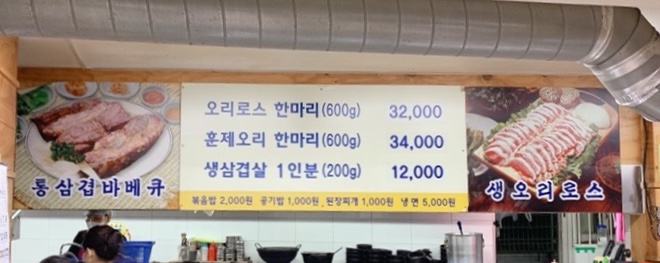 오리로스 한마리(600g) 32,000
훈제오리 한마리(600g) 34,000
생삼겹살 1인분(200g) 12,000
볶음밥 2,000원 공기밥 1,000원, 된장찌개 1,000원 냉면 5,000원
통삼겹바베큐
생오리로스